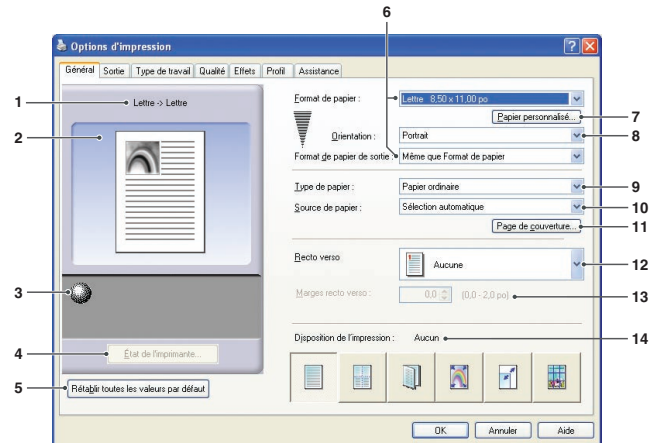 6
Options d'impression
Général Sortie Type de travail Qualité Effets Profil Assistance
1
Lettre -> Lettre
2
3
4
État de l'imprimante...
5
Rétablir toutes les valeurs par défaut
Format de papier :
Lettre 8,50 x 11,00 po
Papier personnalisé...
7
Orientation :
Portrait
8
Format de papier de sortie :
Même que Format de papier
Type de papier :
Papier ordinaire
9
Source de papier :
Sélection automatique
10
Page de couverture...
11
Recto verso
Aucune
12
Marges recto verso :
0,0
(0,0 - 2,0 po)
13
Disposition de l'impression :
Aucun
14
OK Annuler Aide